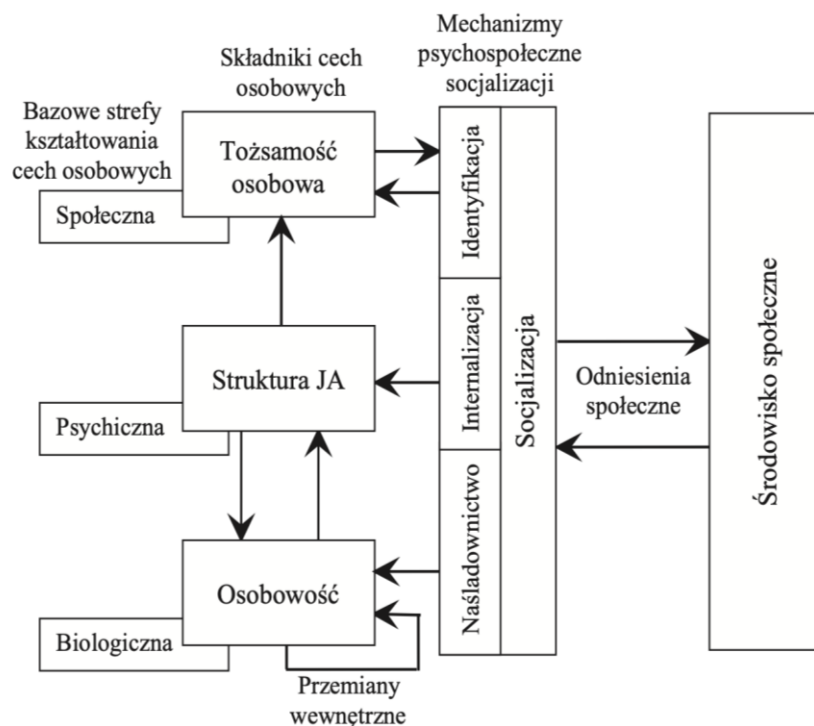 Składniki cech
osobowych
Mechanizmy
psychospołeczne
socjalizacji
Bazowe strefy
kształtowania
cech osobowych
Tożsamość
osobowa
Społeczna
Identyfikacja
Struktura JA
Psychiczna
Internalizacja
Socjalizacja
Odniesienia
społeczne
Środowisko społeczne
Osobowość
Biologiczna
Naśladownictwo
Przemiany
wewnętrzne